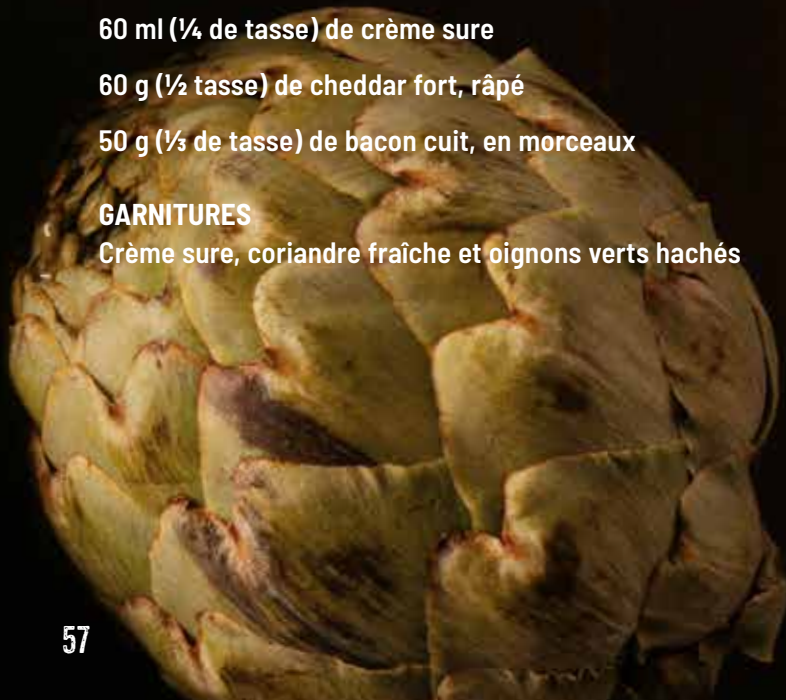 60 ml (¼ de tasse) de crème sure
60 g (½ tasse) de cheddar fort, râpé
50 g (⅓ de tasse) de bacon cuit, en morceaux
GARNITURES
Crème sure, coriandre fraîche et oignons verts hachés
57